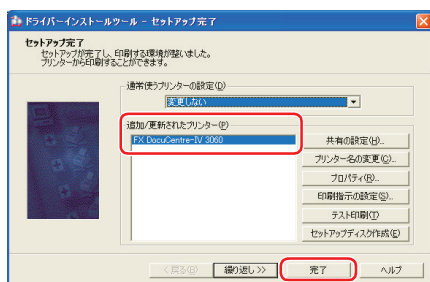 ドライバーインストールツール - セットアップ完了
セットアップ完了
セットアップが完了し、印刷する環境が整いました。
プリンターから印刷することができます。
通常使うプリンターの設定(D)
変更しない
追加/更新されたプリンター(P)
FX DocuCentre-IV 3060
共有の設定(H)...
プリンター名の変更(C)...
プロパティ(R)...
印刷指示の設定(S)...
テスト印刷(T)
セットアップディスク作成(E)
< 戻る(B)
繰り返し >>
完了
ヘルプ